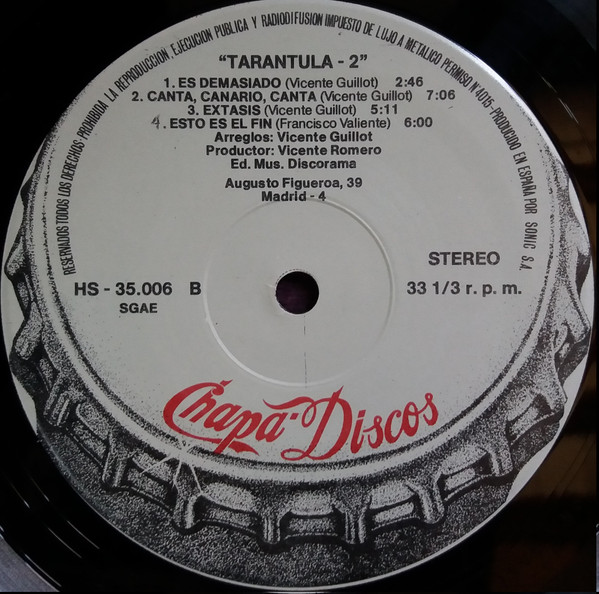 RESERVADOS TODOS LOS DERECHOS PROHIBIDA LA REPRODUCCION, EJECUCION PUBLICA Y RADIODIFUSION IMPUESTO DE LUJO A METALICO PERMISO Nº 4015-PRODUCIDO EN ESPAÑA POR SONIC S.A.
"TARANTULA - 2"
1. ES DEMASIADO (Vicente Guillot) 2:46
2. CANTA, CANARIO, CANTA (Vicente Guillot) 7:06
3. EXTASIS (Vicente Guillot) 5:11
4. ESTO ES EL FIN (Francisco Valiente) 6:00
Arreglos: Vicente Guillot
Productor: Vicente Romero
Ed. Mus. Discorama
Augusto Figueroa, 39
Madrid - 4
STEREO
HS - 35.006 B 33 1/3 r. p. m.
SGAE
Chapa-Discos